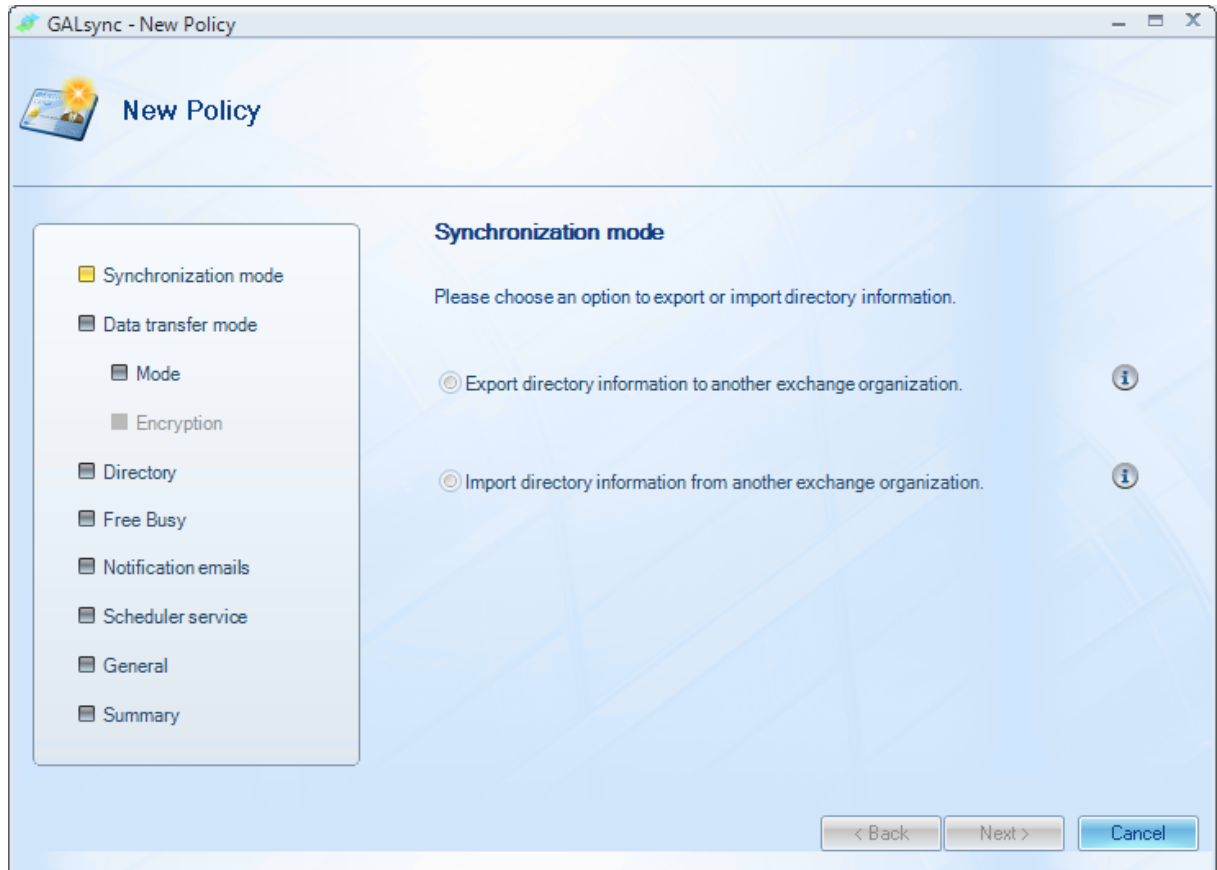 GALsync - New Policy
New Policy
Synchronization mode
Data transfer mode
Mode
Encryption
Directory
Free Busy
Notification emails
Scheduler service
General
Summary
Synchronization mode
Please choose an option to export or import directory information.
Export directory information to another exchange organization.
Import directory information from another exchange organization.
< Back
Next >
Cancel